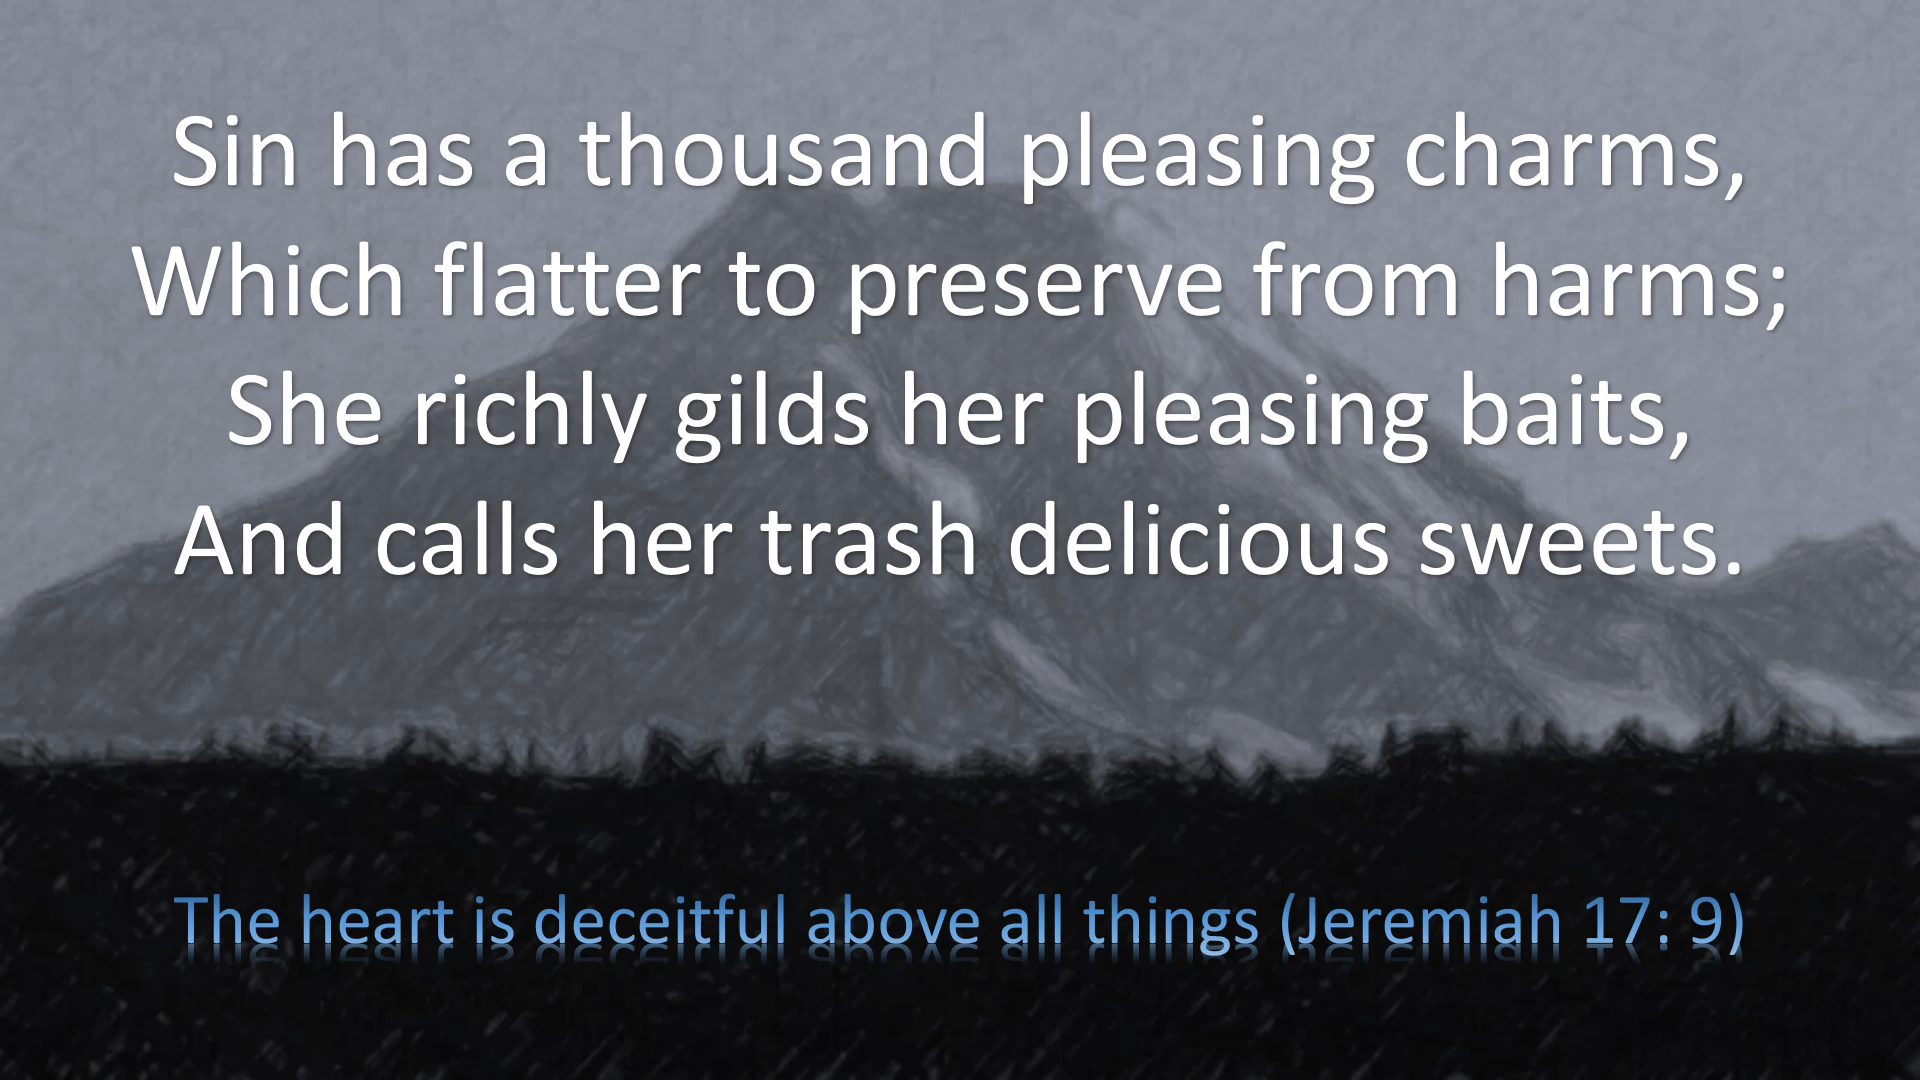 Sin has a thousand pleasing charms,
Which flatter to preserve from harms;
She richly gilds her pleasing baits,
And calls her trash delicious sweets.
The heart is deceitful above all things (Jeremiah 17: 9)